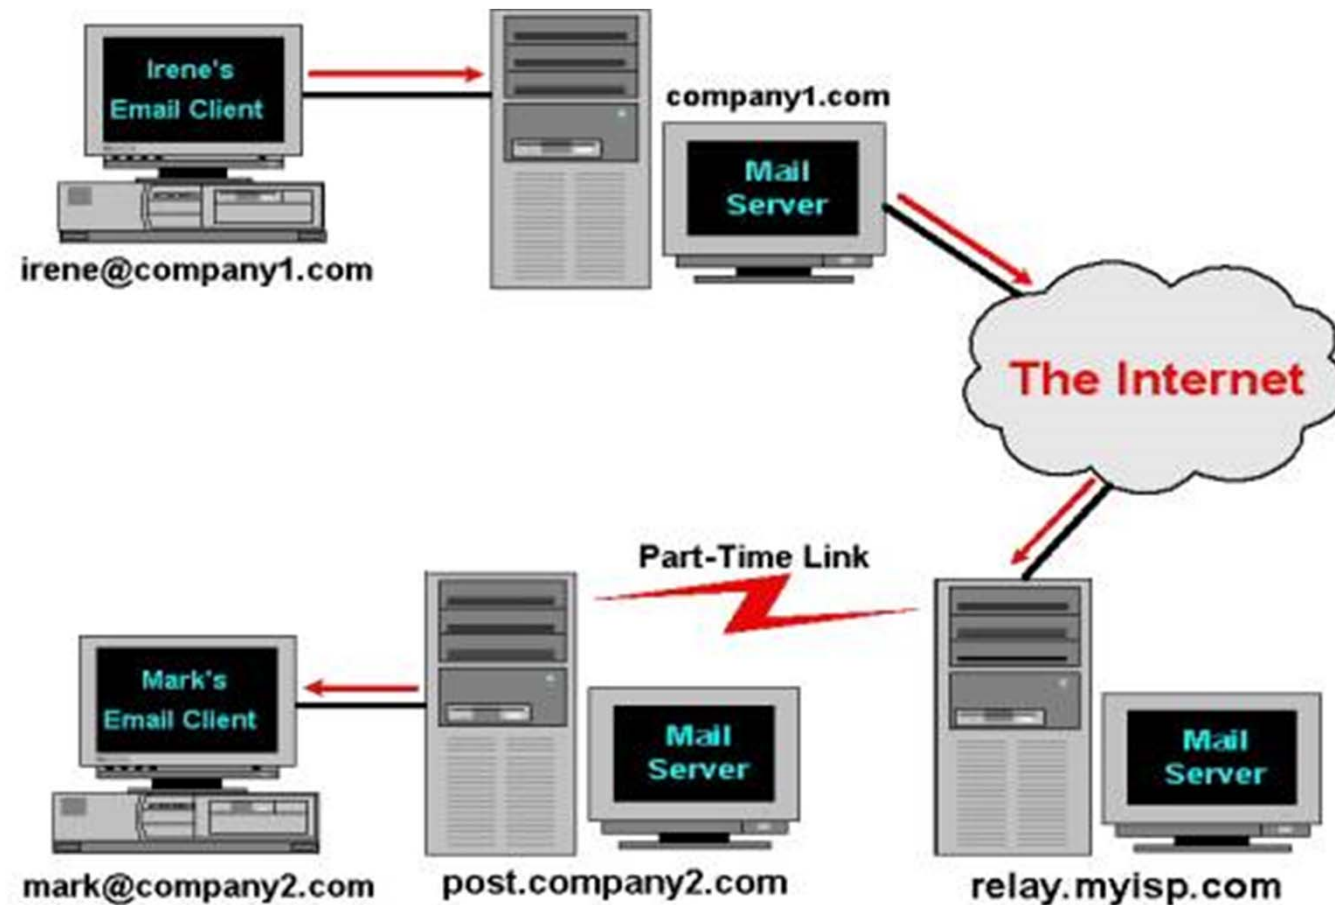 Irene's
Email Client
irene@company1.com
company1.com
Mail
Server
The Internet
Part-Time Link
Mark's
Email Client
mark@company2.com
Mail
Server
post.company2.com
Mail
Server
relay.myisp.com